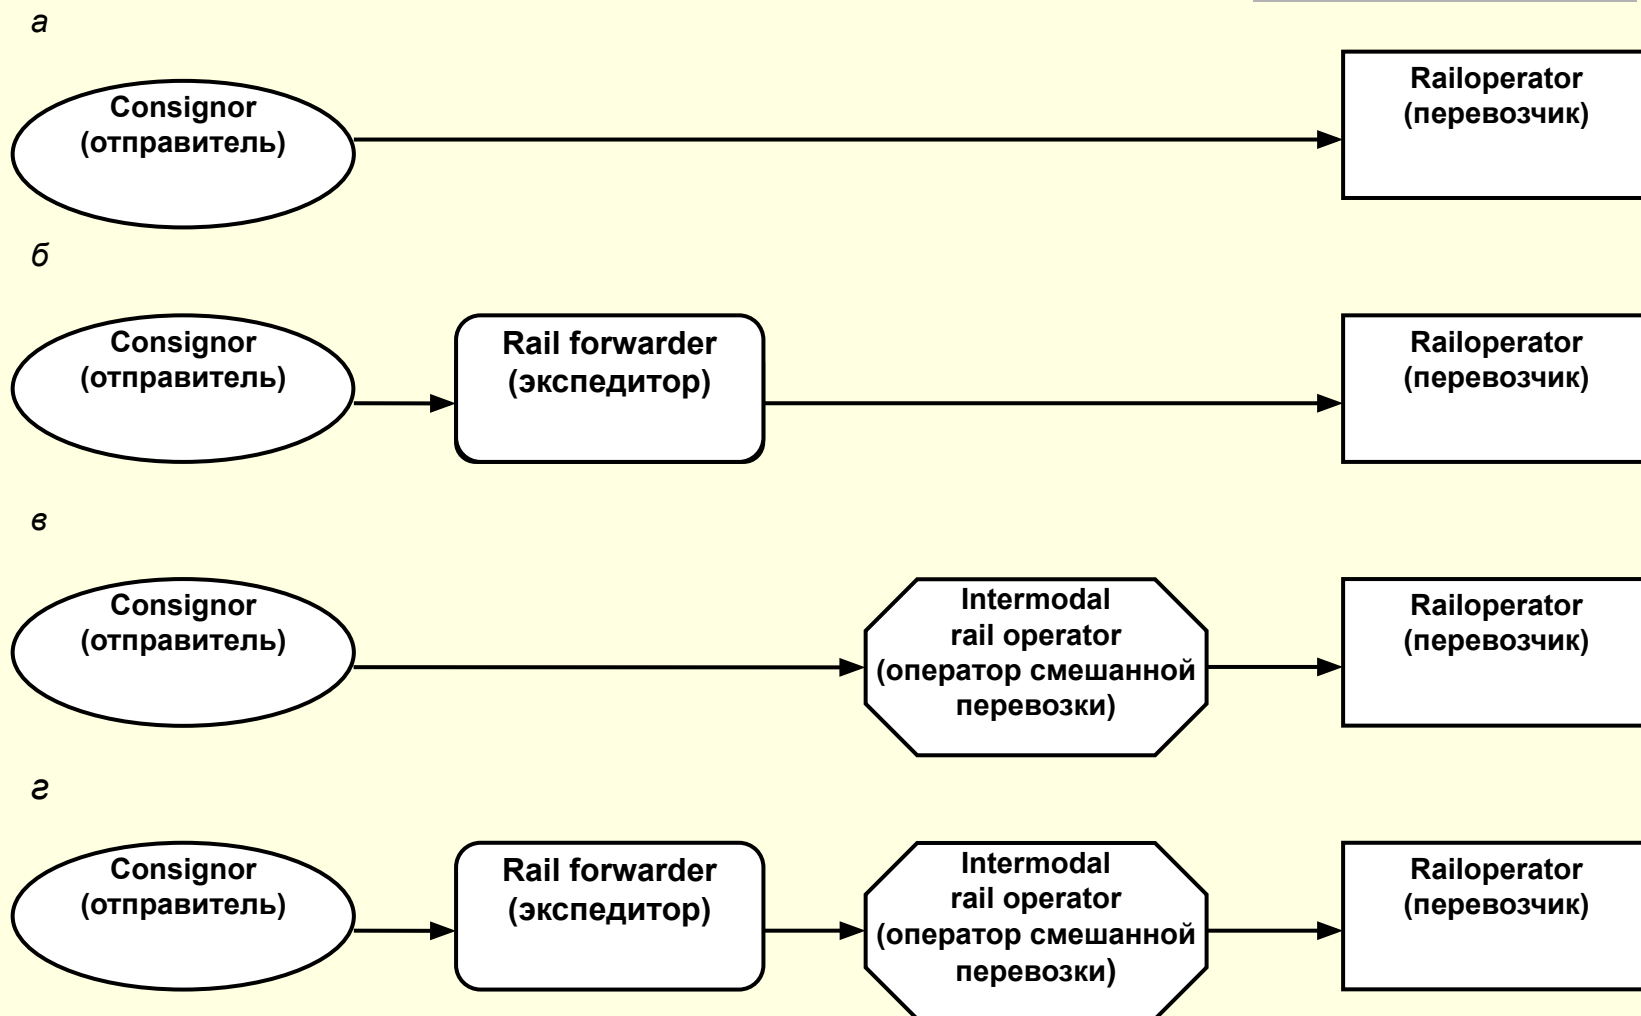 а
Consignor
(отправитель)
Railoperator
(перевозчик)
б
Consignor
(отправитель)
Rail forwarder
(экспедитор)
Railoperator
(перевозчик)
в
Consignor
(отправитель)
Intermodal
rail operator
(оператор смешанной
перевозки)
Railoperator
(перевозчик)
г
Consignor
(отправитель)
Rail forwarder
(экспедитор)
Intermodal
rail operator
(оператор смешанной
перевозки)
Railoperator
(перевозчик)